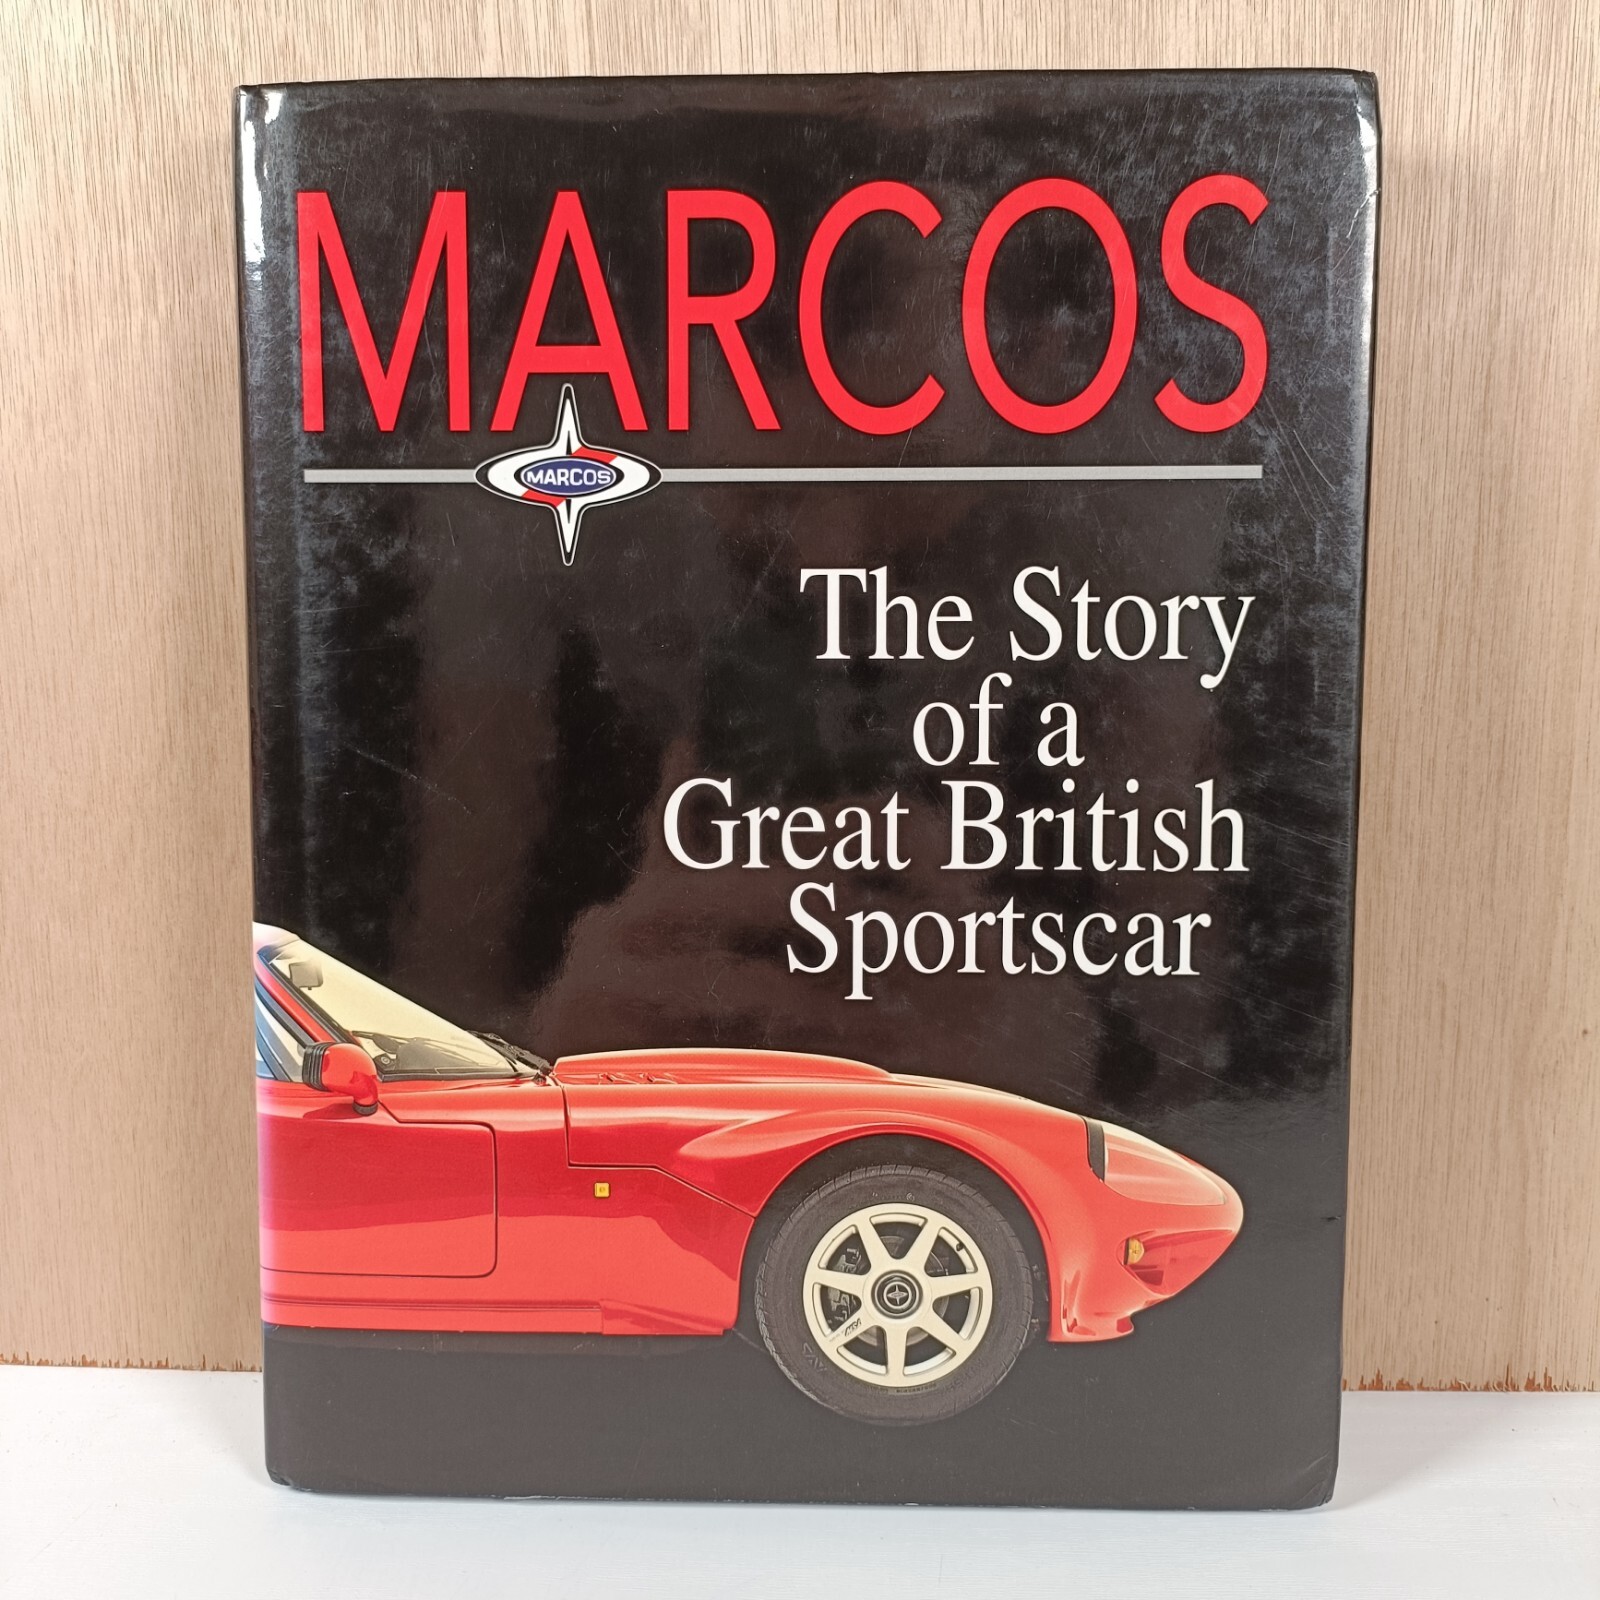 MARCOS
MARCOS
The Story
of a
Great British
Sportscar